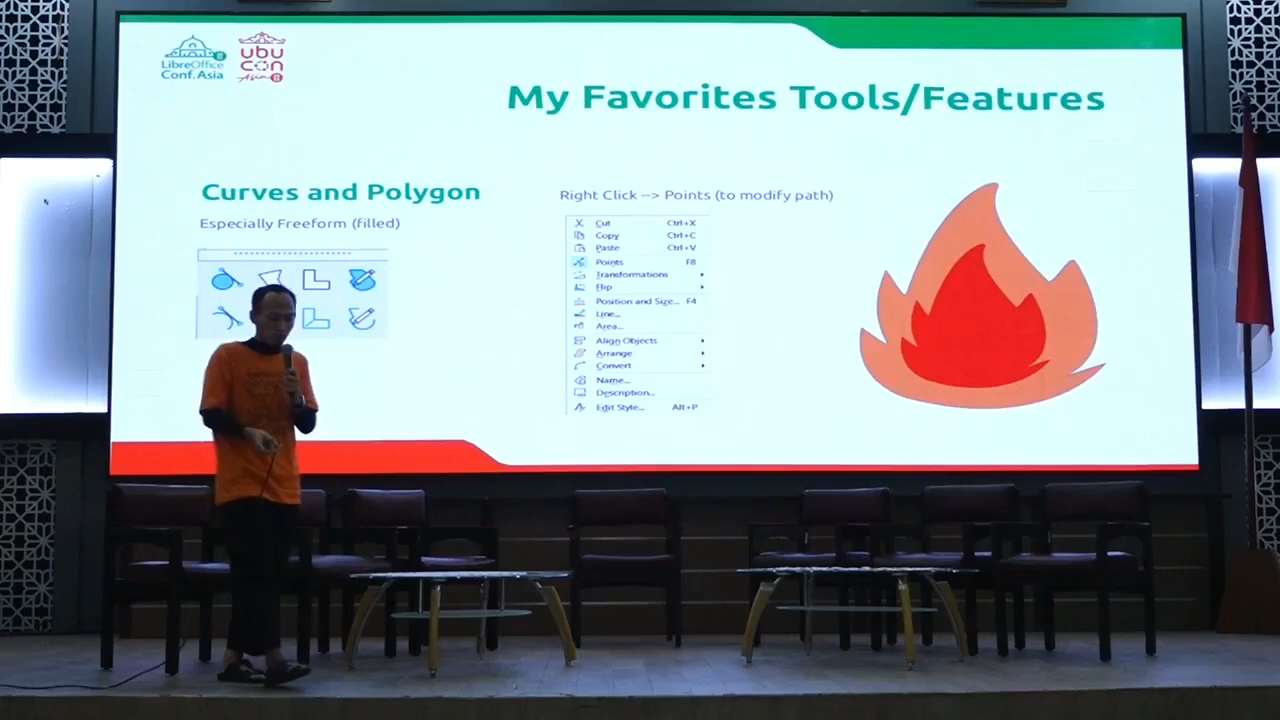 LibreOffice
Conf.Asia
ubu
con
Asia
My Favorites Tools/Features
Curves and Polygon
Especially Freeform (filled)
Right Click --> Points (to modify path)
Cut Ctrl+X
Copy Ctrl+C
Paste Ctrl+V
Points F8
Transformations
Flip
Position and Size... F4
Line...
Area...
Align Objects
Arrange
Convert
Name...
Description...
Edit Style... Alt+P